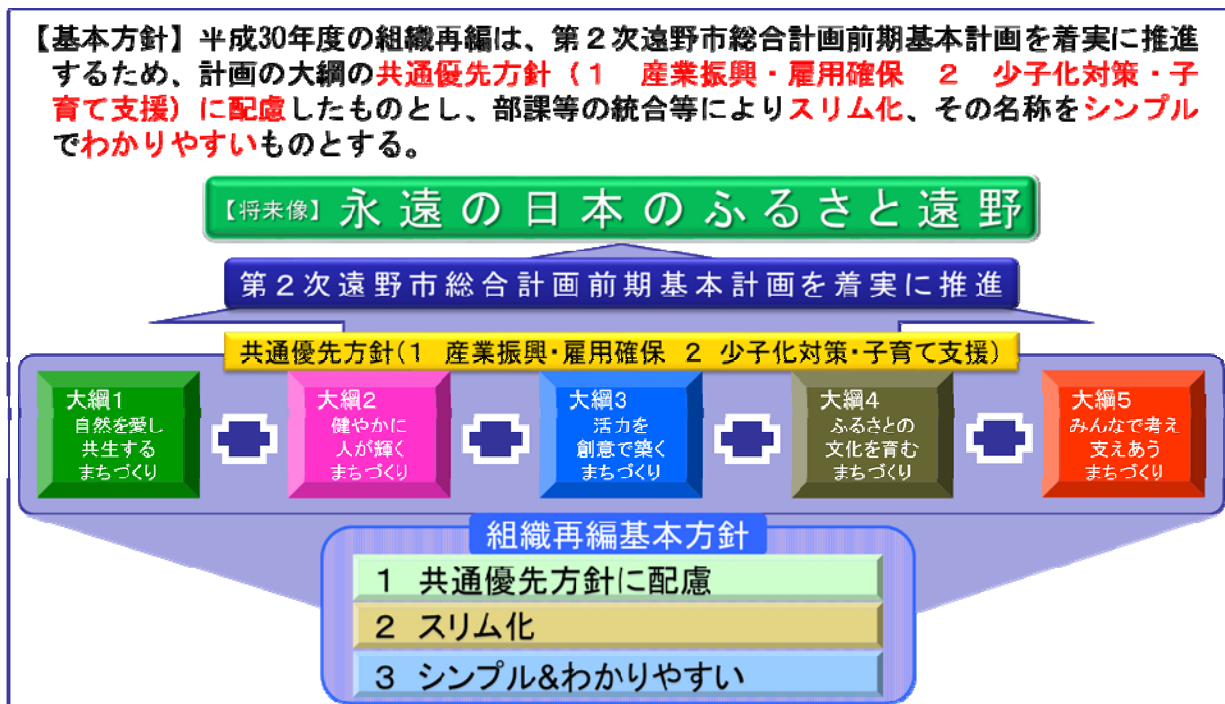 【基本方針】平成30年度の組織再編は、第２次遠野市総合計画前期基本計画を着実に推進
するため、計画の大綱の共通優先方針（１　産業振興・雇用確保　２　少子化対策・子
育て支援）に配慮したものとし、部課等の統合等によりスリム化、その名称をシンプル
でわかりやすいものとする。
【将来像】永遠の日本のふるさと遠野
第２次遠野市総合計画前期基本計画を着実に推進
共通優先方針(１　産業振興・雇用確保　２　少子化対策・子育て支援)
大綱1
自然を愛し
共生する
まちづくり
大綱2
健やかに
人が輝く
まちづくり
大綱3
活力を
創意で築く
まちづくり
大綱4
ふるさとの
文化を育む
まちづくり
大綱5
みんなで考え
支えあう
まちづくり
組織再編基本方針
１　共通優先方針に配慮
２　スリム化
３　シンプル&わかりやすい